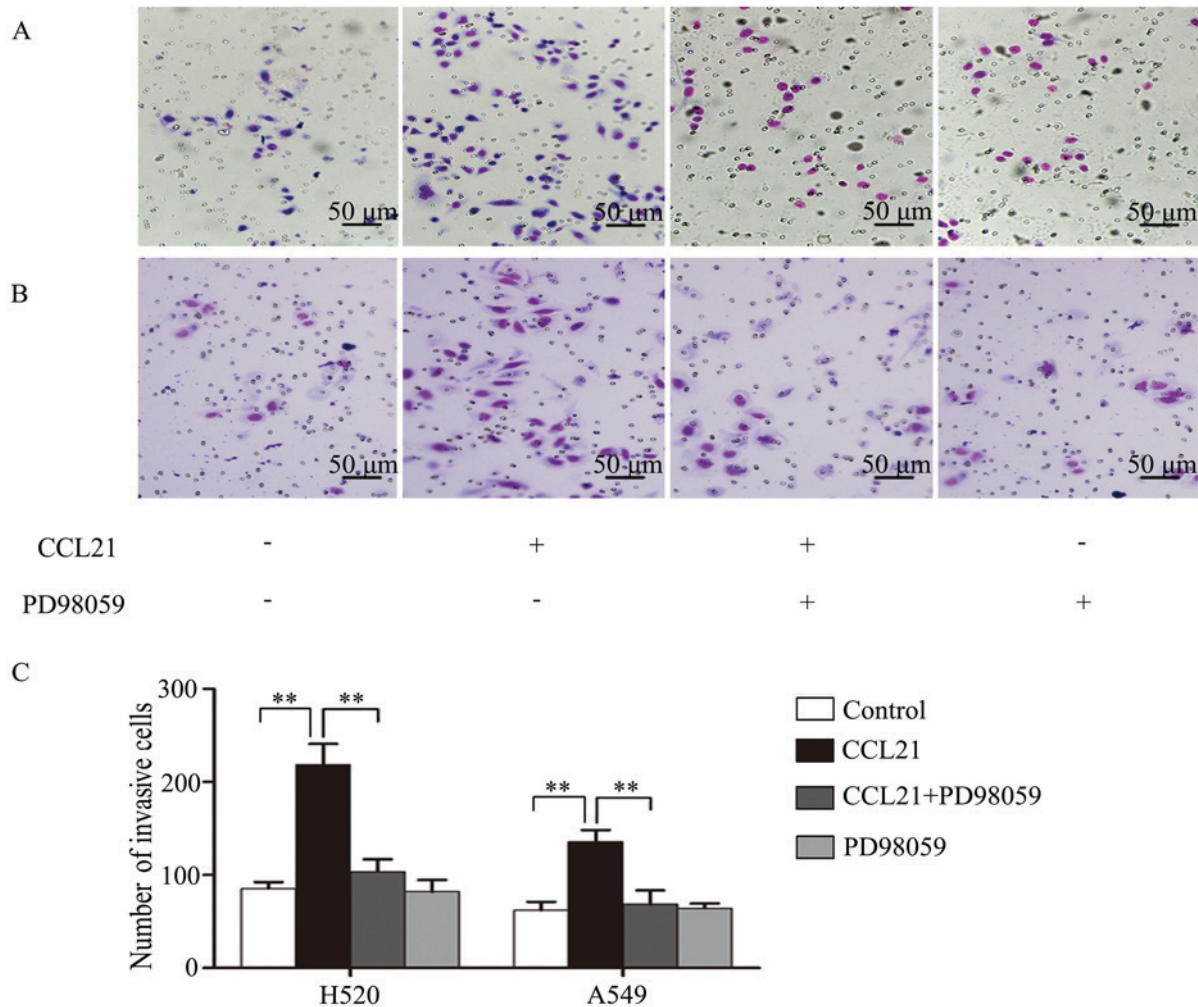 A
50 μm 50 μm 50 μm 50 μm
B
50 μm 50 μm 50 μm 50 μm
CCL21 - + + -
PD98059 - - + +
C
Number of invasive cells
300
200
100
0
** **
** **
H520 A549
Control
CCL21
CCL21+PD98059
PD98059